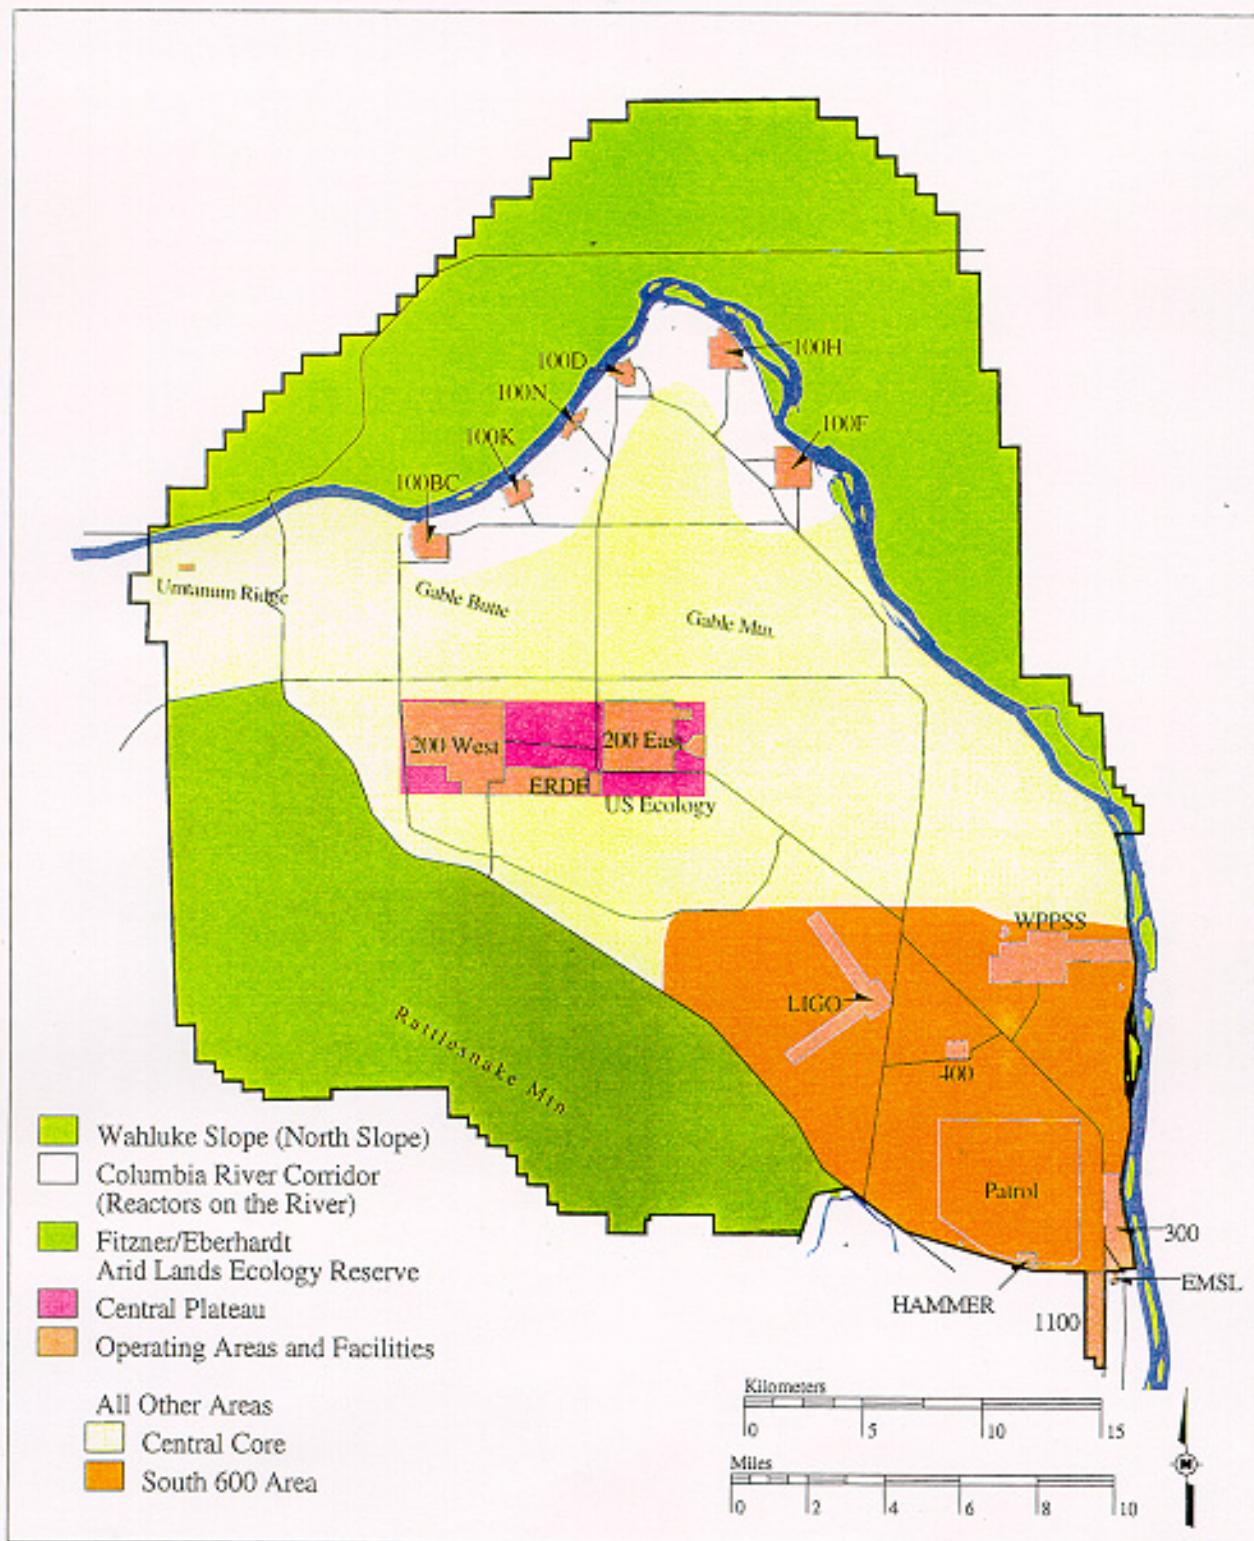 100H
100D
100N
100F
100K
100BC
Umtanum Ridge
Gable Butte
Gable Mtn.
200 West
200 East
ERDF
US Ecology
WPPSS
LIGO
400
Rattlesnake Mtn
Patrol
300
EMSL
HAMMER
1100
Wahluke Slope (North Slope)
Columbia River Corridor
(Reactors on the River)
Fitzner/Eberhardt
Arid Lands Ecology Reserve
Central Plateau
Operating Areas and Facilities
All Other Areas
Central Core
South 600 Area
Kilometers
0 5 10 15
Miles
0 2 4 6 8 10
N